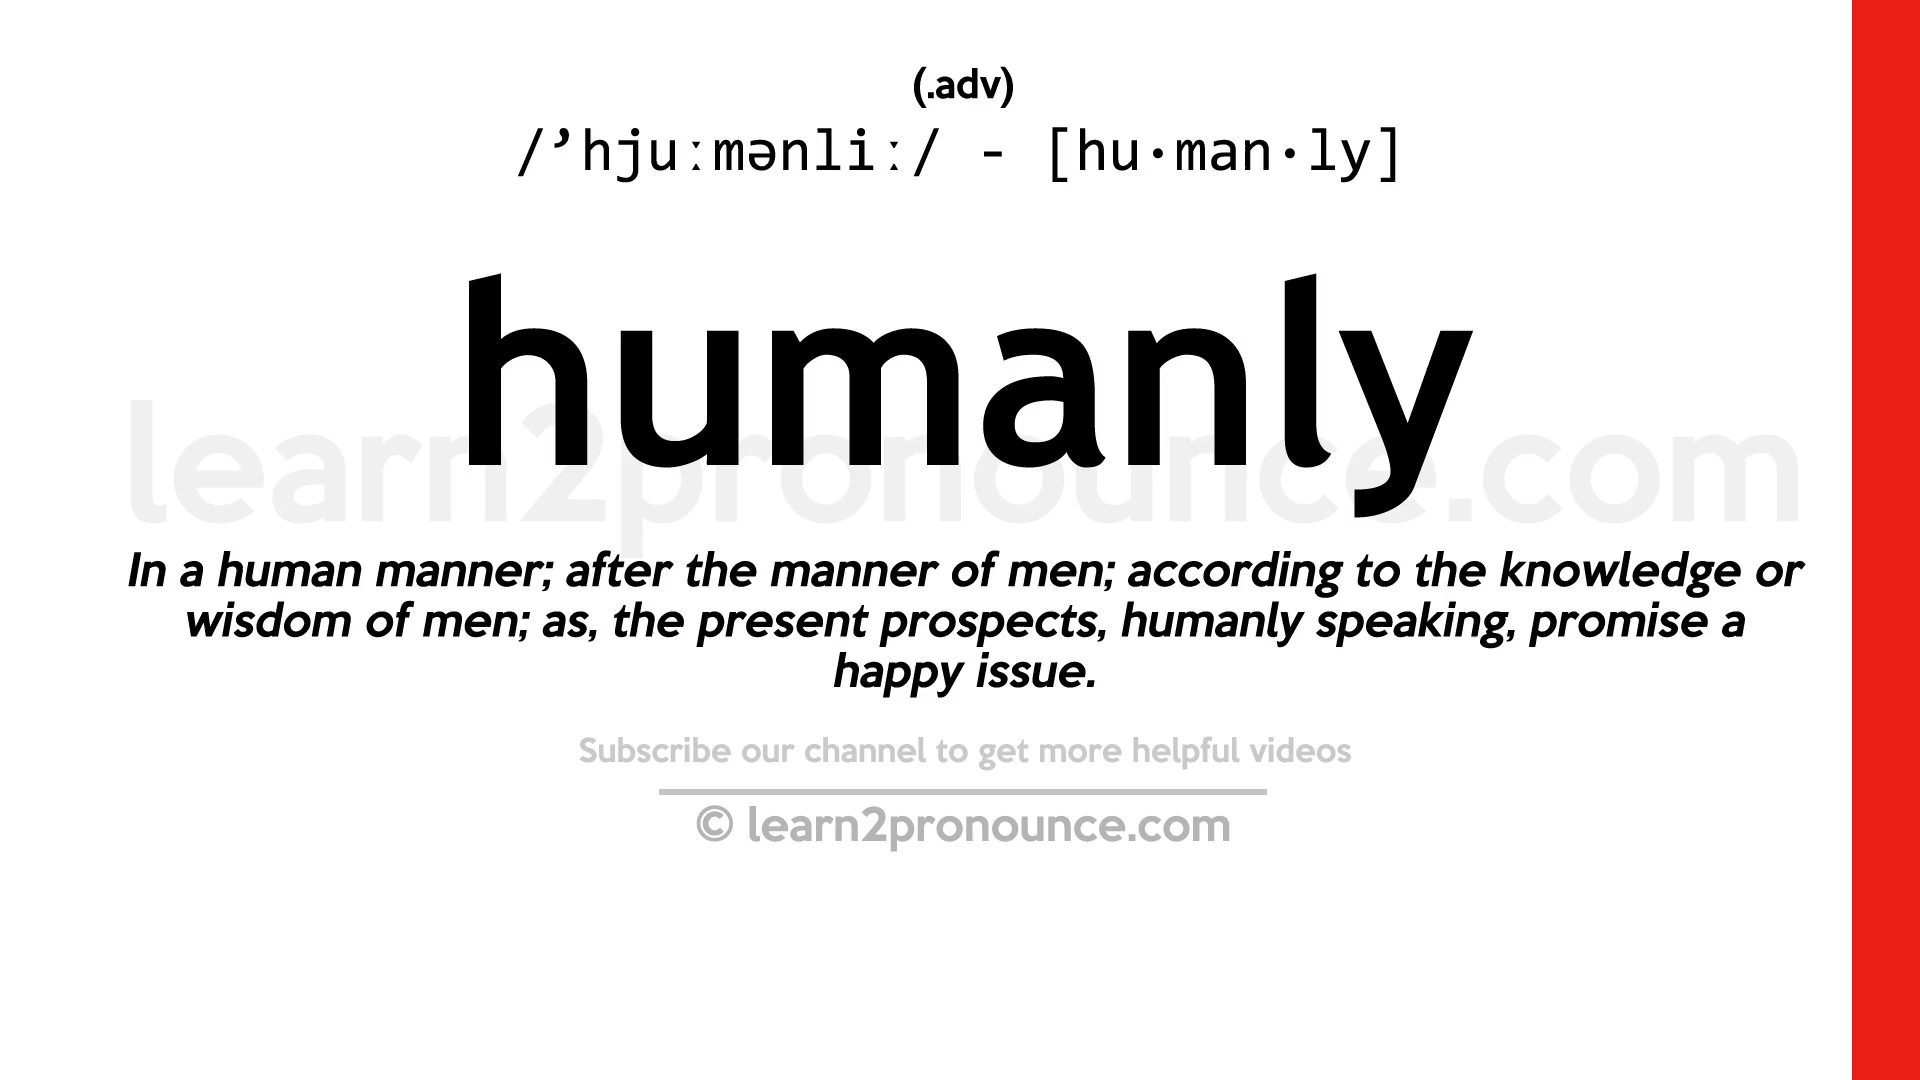 (.adv)
/’hjuːmənliː/ - [hu·man·ly]
humanly
learn2pronounce.com
In a human manner; after the manner of men; according to the knowledge or
wisdom of men; as, the present prospects, humanly speaking, promise a
happy issue.
Subscribe our channel to get more helpful videos
© learn2pronounce.com